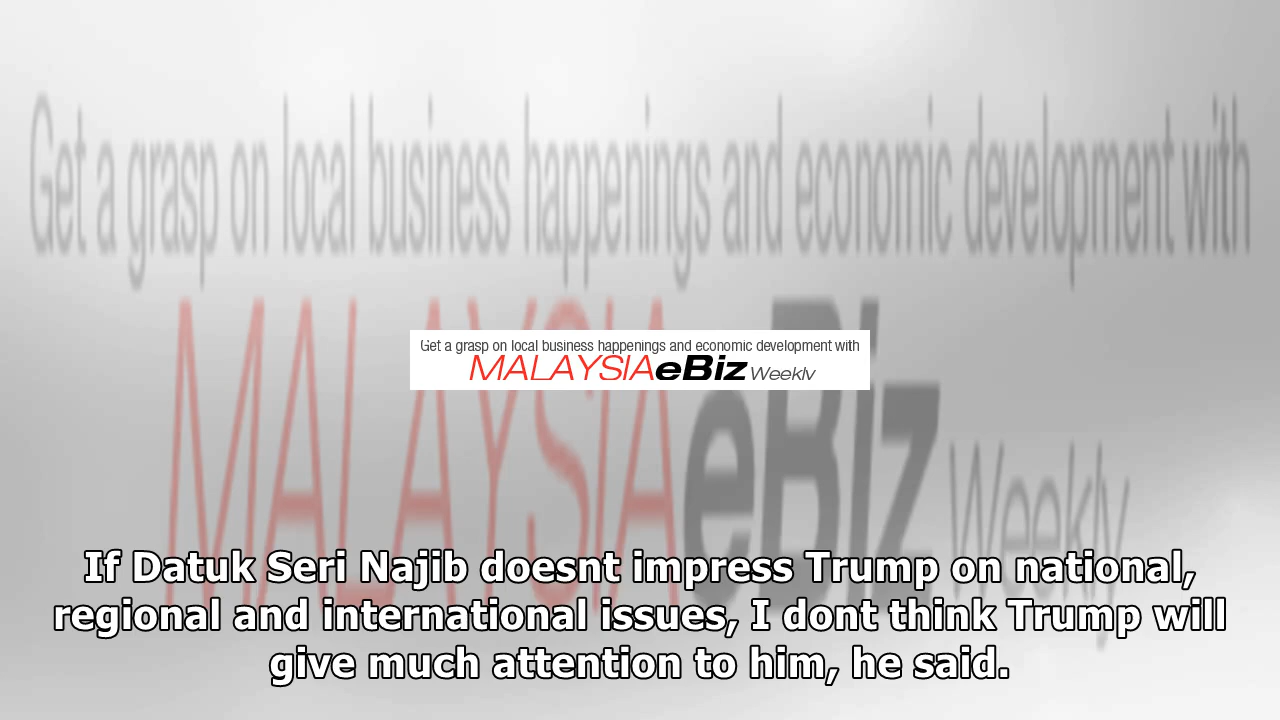 Get a grasp on local business happenings and economic development with
MALAYSIAeBiz Weekly
Get a grasp on local business happenings and economic development with
MALAYSIAeBiz Weekly
If Datuk Seri Najib doesnt impress Trump on national,
regional and international issues, I dont think Trump will
give much attention to him, he said.